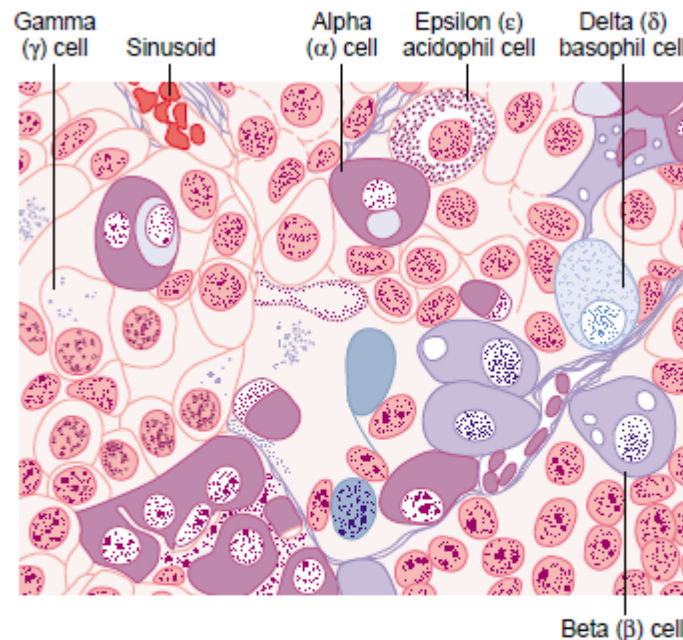 Gamma
(γ) cell
Sinusoid
Alpha
(α) cell
Epsilon (ε)
acidophil cell
Delta (δ)
basophil cell
Beta (β) cell